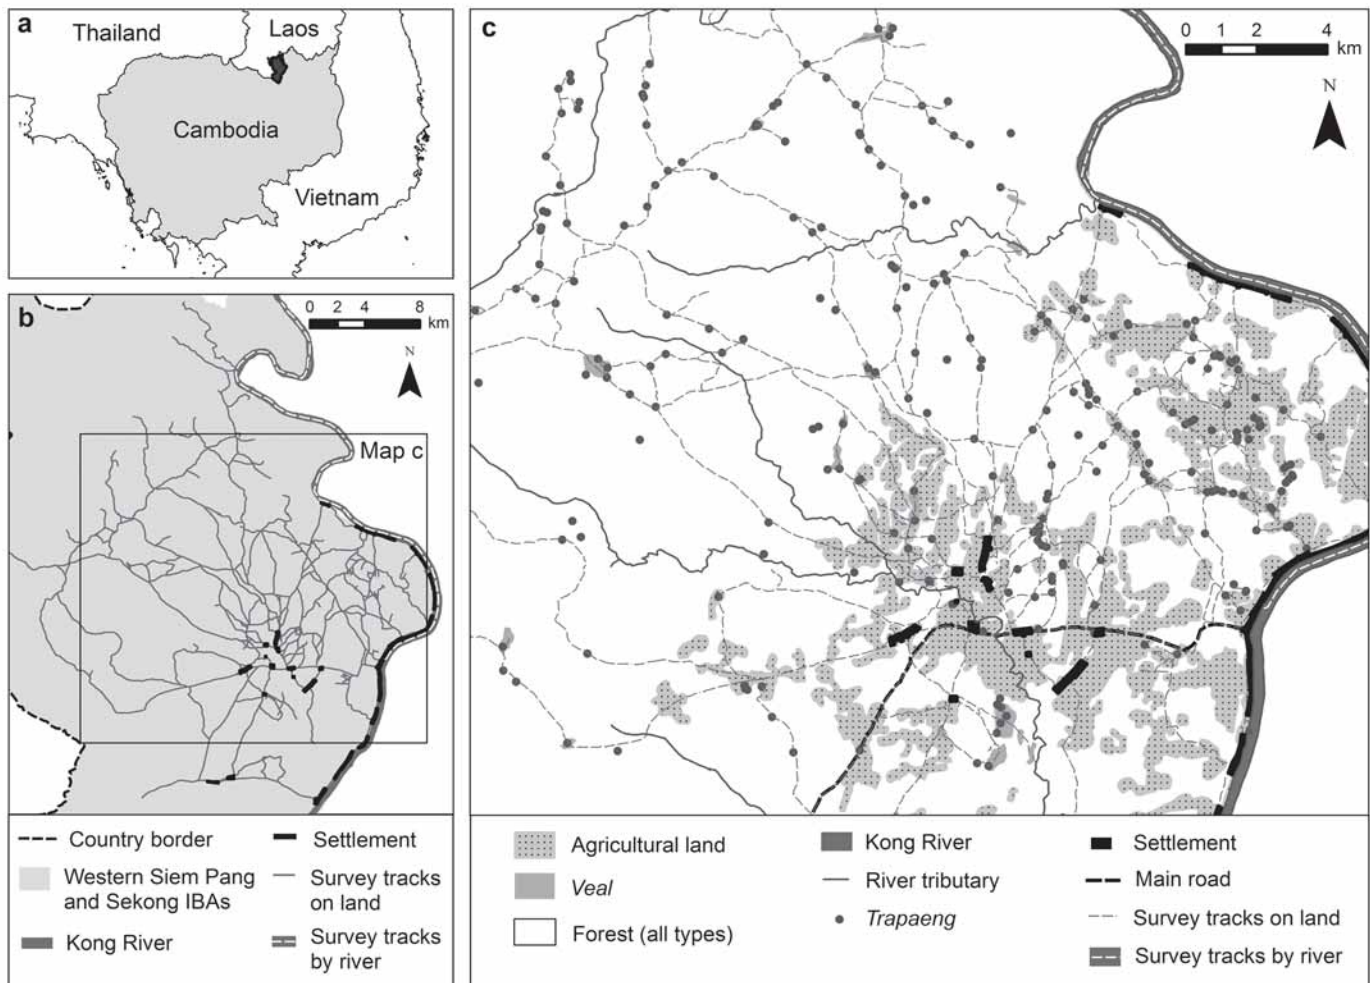 a
Thailand
Laos
Cambodia
Vietnam
b
0 2 4 8
km
N
Map c
Country border
Western Siem Pang
and Sekong IBAs
Kong River
Settlement
Survey tracks
on land
Survey tracks
by river
c
0 1 2 4
km
N
Agricultural land
Veal
Forest (all types)
Kong River
River tributary
Trapaeng
Settlement
Main road
Survey tracks on land
Survey tracks by river